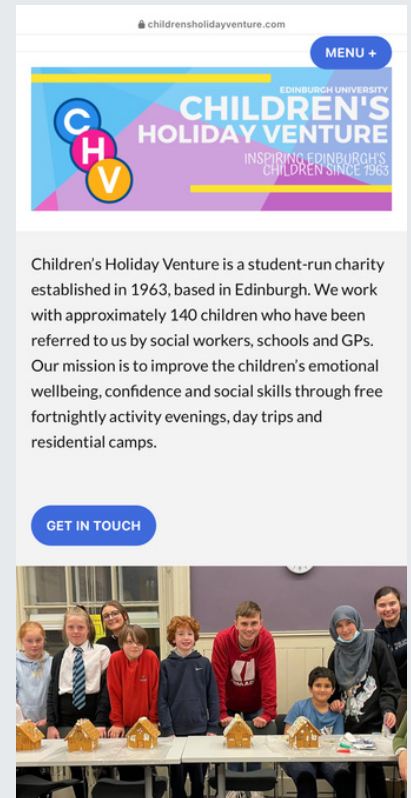 childrensholidayventure.com
MENU +
EDINBURGH UNIVERSITY
CHILDREN'S
HOLIDAY VENTURE
INSPIRING EDINBURGH'S
CHILDREN SINCE 1963
C
H
V
Children’s Holiday Venture is a student-run charity
established in 1963, based in Edinburgh. We work
with approximately 140 children who have been
referred to us by social workers, schools and GPs.
Our mission is to improve the children’s emotional
wellbeing, confidence and social skills through free
fortnightly activity evenings, day trips and
residential camps.
GET IN TOUCH